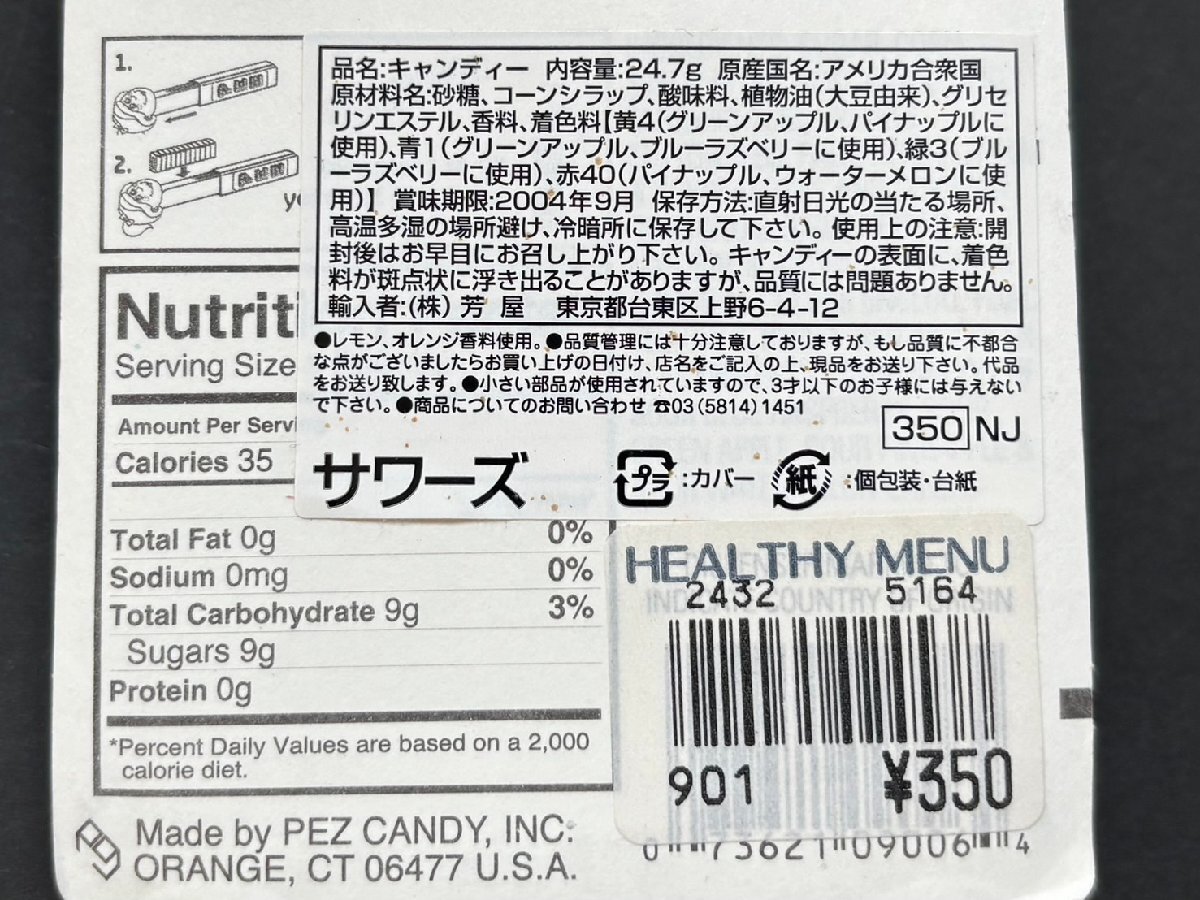 1.
2.
品名:キャンディー 内容量:24.7g 原産国名:アメリカ合衆国
原材料名:砂糖、コーンシラップ、酸味料、植物油(大豆由来)、グリセ
リンエステル、香料、着色料【黄4(グリーンアップル、パイナップルに
使用)、青1(グリーンアップル、ブルーラズベリーに使用)、緑3(ブル
ーラズベリーに使用)、赤40(パイナップル、ウォーターメロンに使
用)】 賞味期限:2004年9月 保存方法:直射日光の当たる場所、
高温多湿の場所避け、冷暗所に保存して下さい。使用上の注意:開
封後はお早目にお召し上がり下さい。キャンディーの表面に、着色
料が斑点状に浮き出ることがありますが、品質には問題ありません。
輸入者:(株)芳屋 東京都台東区上野6-4-12
●レモン、オレンジ香料使用。●品質管理には十分注意しておりますが、もし品質に不都合
な点がございましたらお買い上げの日付け、店名をご記入の上、現品をお送り下さい。代品
をお送り致します。●小さい部品が使用されていますので、3才以下のお子様には与えない
で下さい。●商品についてのお問い合わせ ☎03(5814)1451
350 NJ
サワーズ プラ:カバー 紙:個包装・台紙
Nutriti
Serving Size
Amount Per Servi
Calories 35
Total Fat 0g 0%
Sodium 0mg 0%
Total Carbohydrate 9g 3%
Sugars 9g
Protein 0g
*Percent Daily Values are based on a 2,000
calorie diet.
Made by PEZ CANDY, INC.
ORANGE, CT 06477 U.S.A.
HEALTHY MENU
2432 5164
901 ¥350
0 73621 09006 4